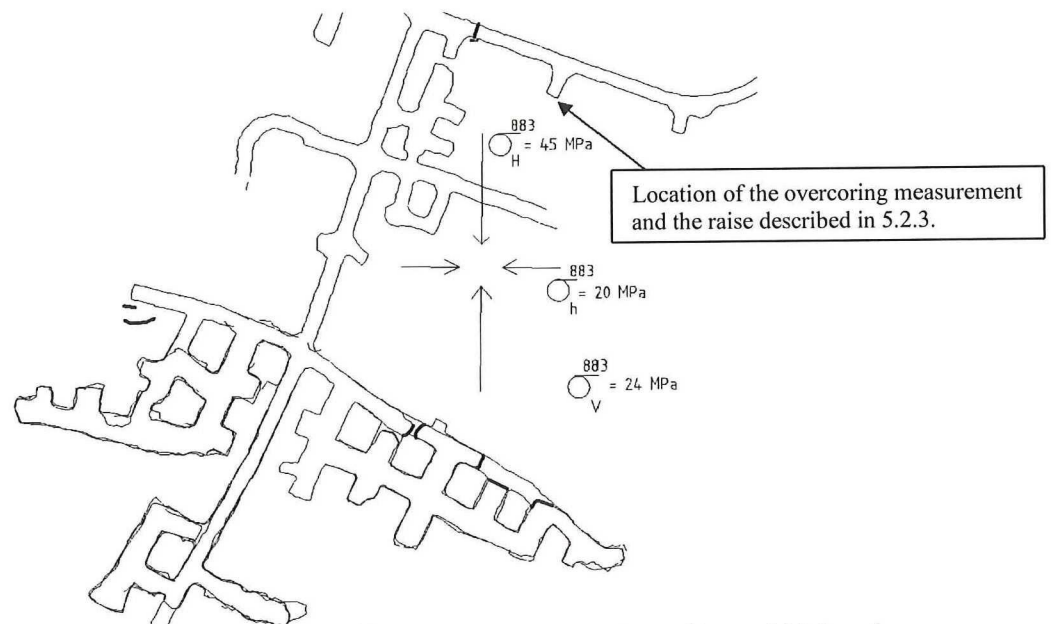 883
H = 45 MPa
Location of the overcoring measurement
and the raise described in 5.2.3.
883
h = 20 MPa
883
V = 24 MPa